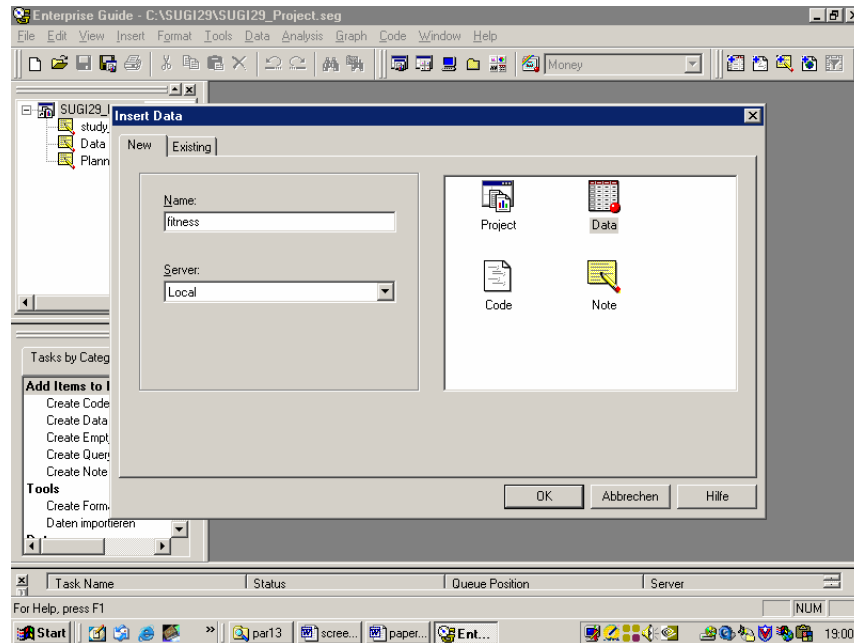 Enterprise Guide - C:\SUGI29\SUGI29_Project.seg
File Edit View Insert Format Tools Data Analysis Graph Code Window Help
Money
SUGI29_
study_
Data
Plann
Insert Data
New Existing
Name:
fitness
Server:
Local
Project Data
Code Note
OK Abbrechen Hilfe
Tasks by Categ
Add Items to
Create Code
Create Data
Create Empt
Create Quer
Create Note
Tools
Create Form
Daten importieren
Task Name Status Queue Position Server
For Help, press F1 NUM
Start » par13 scree... paper... Ent... 19:00